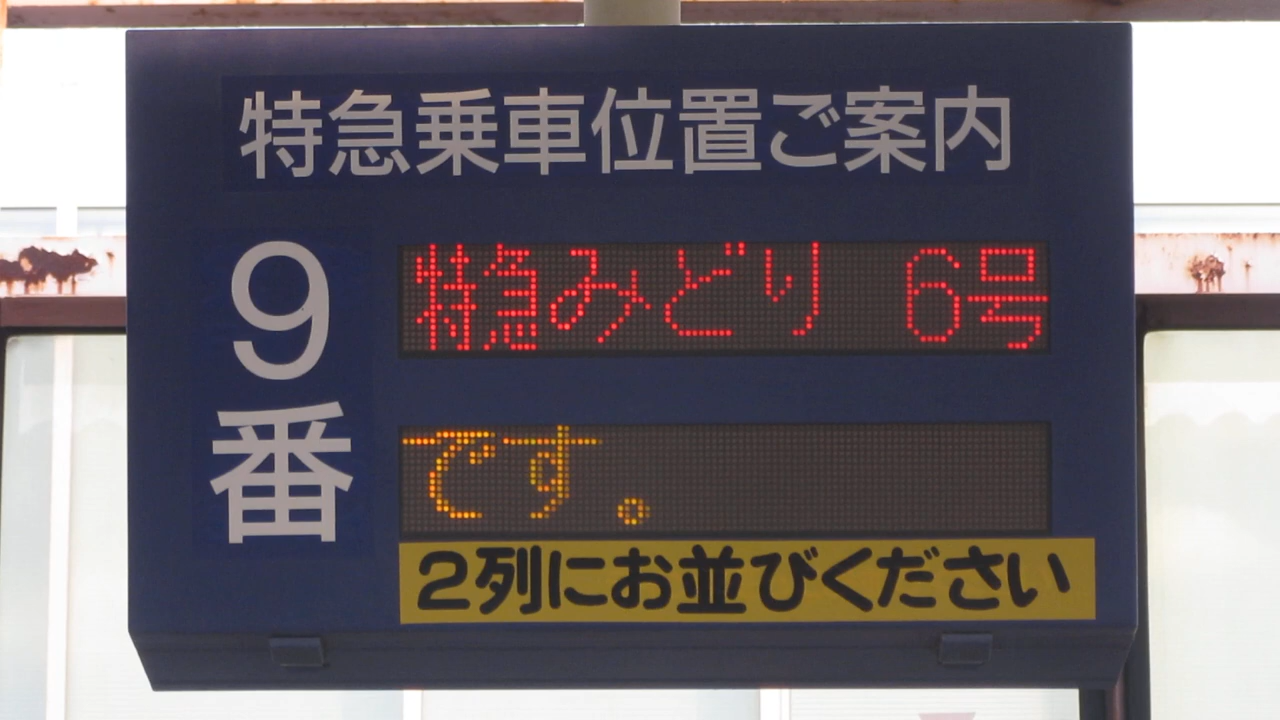 特急乗車位置ご案内
9番
特急みどり 6号
です。
2列にお並びください